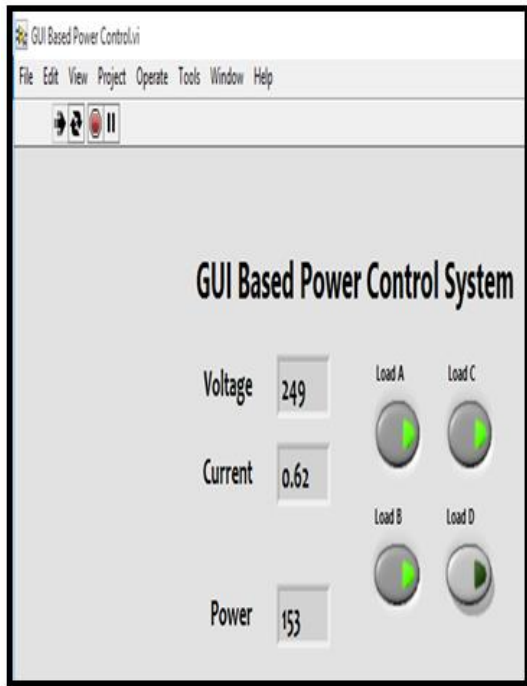 GUI Based Power Control.vi
File Edit View Project Operate Tools Window Help
GUI Based Power Control System
Voltage 249
Current 0.62
Power 153
Load A Load C
Load B Load D